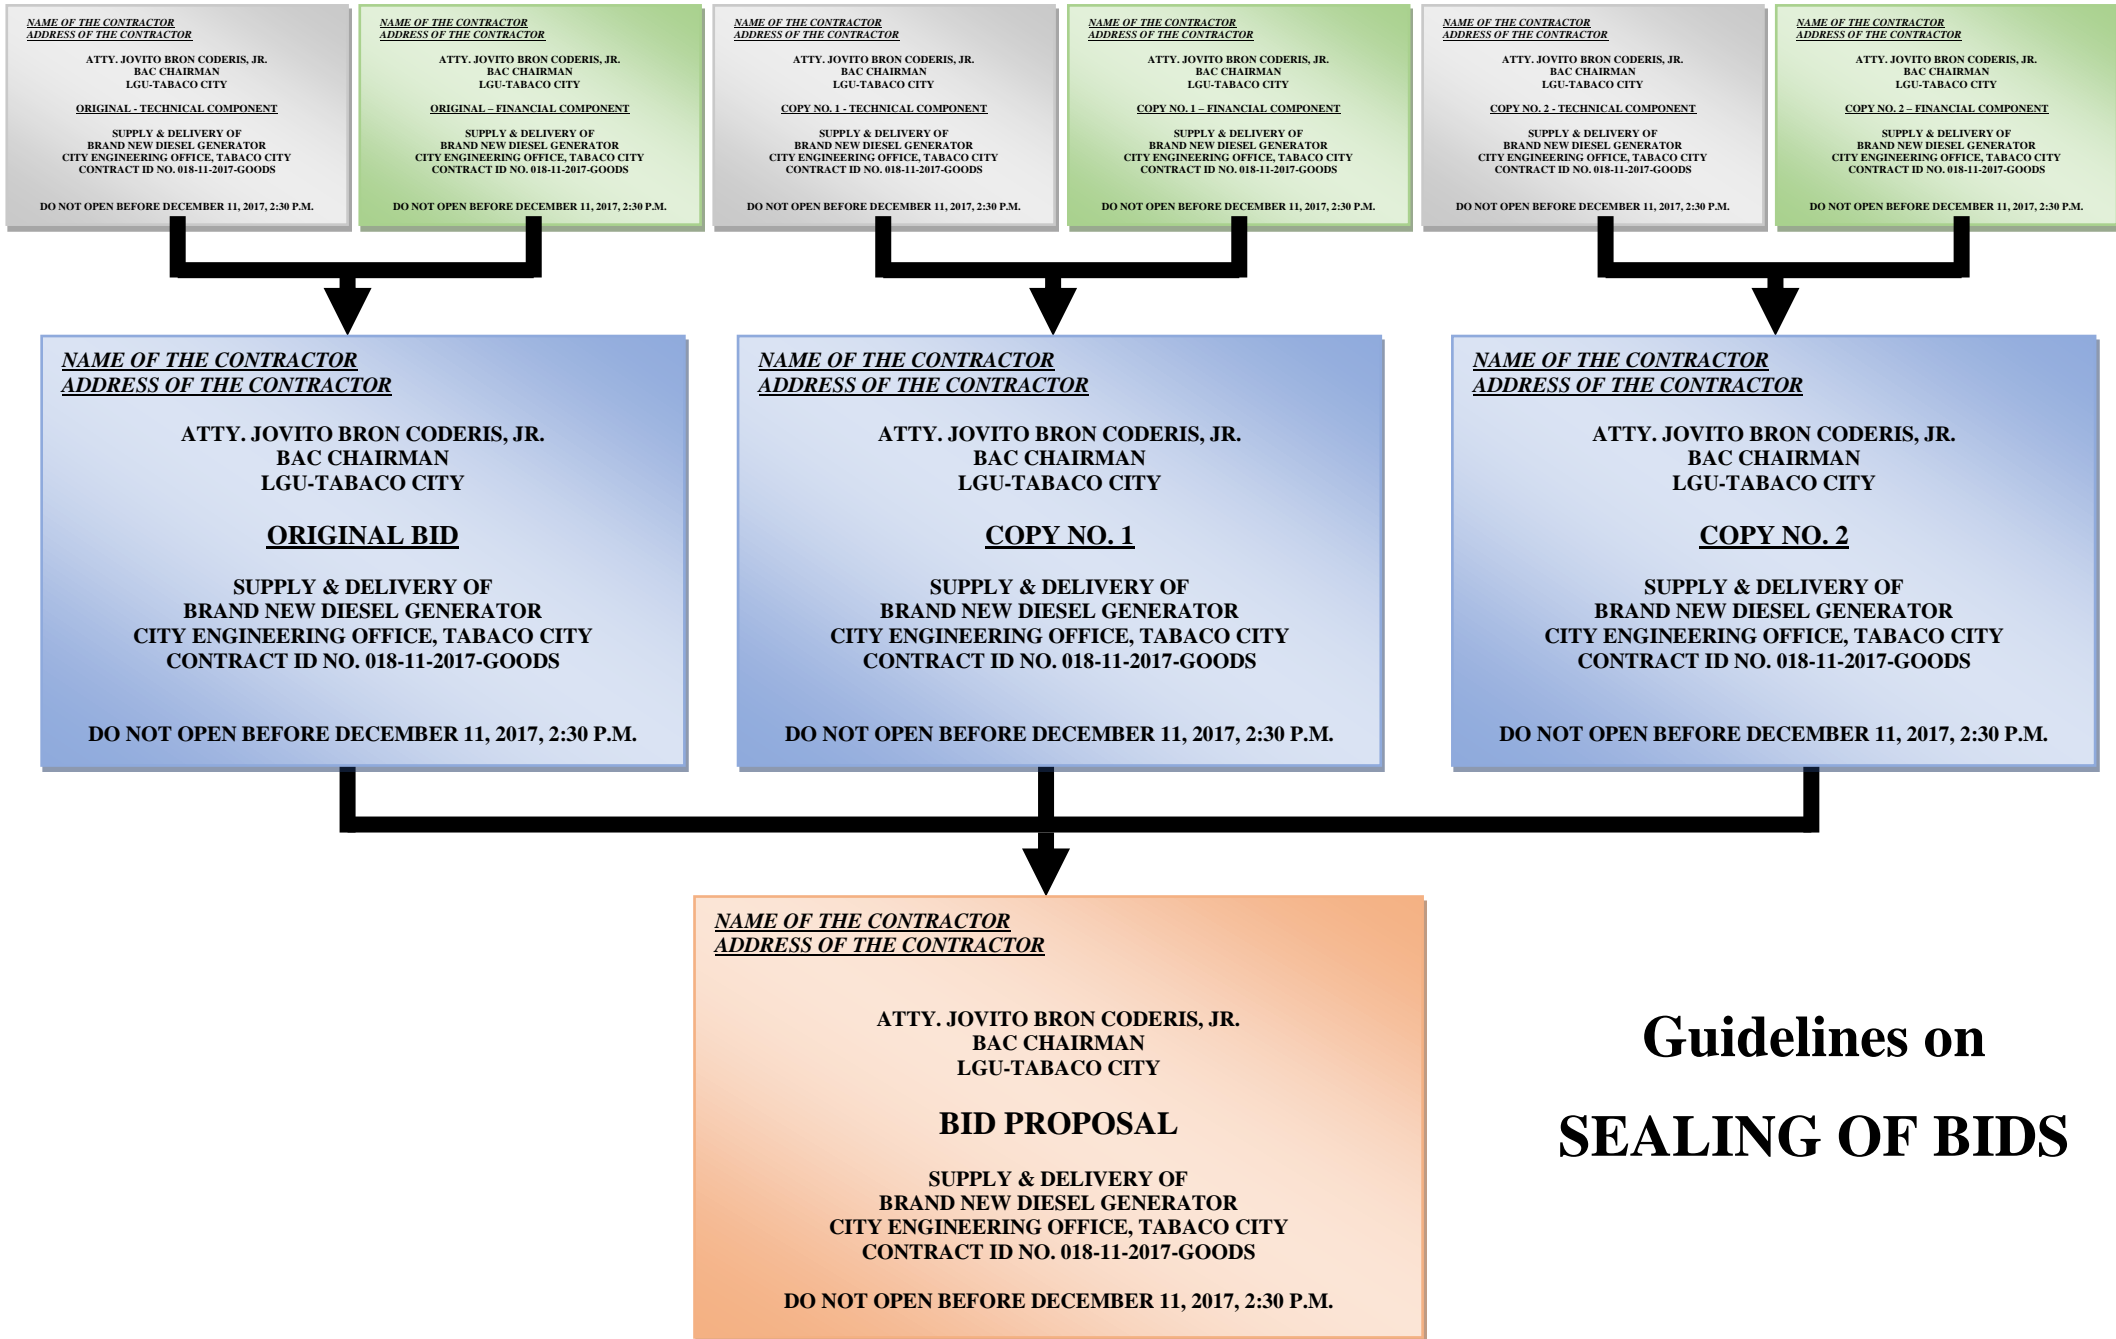 NAME OF THE CONTRACTOR
ADDRESS OF THE CONTRACTOR
ATTY. JOVITO BRON CODERIS, JR.
BAC CHAIRMAN
LGU-TABACO CITY
ORIGINAL - TECHNICAL COMPONENT
SUPPLY & DELIVERY OF
BRAND NEW DIESEL GENERATOR
CITY ENGINEERING OFFICE, TABACO CITY
CONTRACT ID NO. 018-11-2017-GOODS
DO NOT OPEN BEFORE DECEMBER 11, 2017, 2:30 P.M.
NAME OF THE CONTRACTOR
ADDRESS OF THE CONTRACTOR
ATTY. JOVITO BRON CODERIS, JR.
BAC CHAIRMAN
LGU-TABACO CITY
ORIGINAL – FINANCIAL COMPONENT
SUPPLY & DELIVERY OF
BRAND NEW DIESEL GENERATOR
CITY ENGINEERING OFFICE, TABACO CITY
CONTRACT ID NO. 018-11-2017-GOODS
DO NOT OPEN BEFORE DECEMBER 11, 2017, 2:30 P.M.
NAME OF THE CONTRACTOR
ADDRESS OF THE CONTRACTOR
ATTY. JOVITO BRON CODERIS, JR.
BAC CHAIRMAN
LGU-TABACO CITY
COPY NO. 1 - TECHNICAL COMPONENT
SUPPLY & DELIVERY OF
BRAND NEW DIESEL GENERATOR
CITY ENGINEERING OFFICE, TABACO CITY
CONTRACT ID NO. 018-11-2017-GOODS
DO NOT OPEN BEFORE DECEMBER 11, 2017, 2:30 P.M.
NAME OF THE CONTRACTOR
ADDRESS OF THE CONTRACTOR
ATTY. JOVITO BRON CODERIS, JR.
BAC CHAIRMAN
LGU-TABACO CITY
COPY NO. 1 – FINANCIAL COMPONENT
SUPPLY & DELIVERY OF
BRAND NEW DIESEL GENERATOR
CITY ENGINEERING OFFICE, TABACO CITY
CONTRACT ID NO. 018-11-2017-GOODS
DO NOT OPEN BEFORE DECEMBER 11, 2017, 2:30 P.M.
NAME OF THE CONTRACTOR
ADDRESS OF THE CONTRACTOR
ATTY. JOVITO BRON CODERIS, JR.
BAC CHAIRMAN
LGU-TABACO CITY
COPY NO. 2 - TECHNICAL COMPONENT
SUPPLY & DELIVERY OF
BRAND NEW DIESEL GENERATOR
CITY ENGINEERING OFFICE, TABACO CITY
CONTRACT ID NO. 018-11-2017-GOODS
DO NOT OPEN BEFORE DECEMBER 11, 2017, 2:30 P.M.
NAME OF THE CONTRACTOR
ADDRESS OF THE CONTRACTOR
ATTY. JOVITO BRON CODERIS, JR.
BAC CHAIRMAN
LGU-TABACO CITY
COPY NO. 2 – FINANCIAL COMPONENT
SUPPLY & DELIVERY OF
BRAND NEW DIESEL GENERATOR
CITY ENGINEERING OFFICE, TABACO CITY
CONTRACT ID NO. 018-11-2017-GOODS
DO NOT OPEN BEFORE DECEMBER 11, 2017, 2:30 P.M.
NAME OF THE CONTRACTOR
ADDRESS OF THE CONTRACTOR
ATTY. JOVITO BRON CODERIS, JR.
BAC CHAIRMAN
LGU-TABACO CITY
ORIGINAL BID
SUPPLY & DELIVERY OF
BRAND NEW DIESEL GENERATOR
CITY ENGINEERING OFFICE, TABACO CITY
CONTRACT ID NO. 018-11-2017-GOODS
DO NOT OPEN BEFORE DECEMBER 11, 2017, 2:30 P.M.
NAME OF THE CONTRACTOR
ADDRESS OF THE CONTRACTOR
ATTY. JOVITO BRON CODERIS, JR.
BAC CHAIRMAN
LGU-TABACO CITY
COPY NO. 1
SUPPLY & DELIVERY OF
BRAND NEW DIESEL GENERATOR
CITY ENGINEERING OFFICE, TABACO CITY
CONTRACT ID NO. 018-11-2017-GOODS
DO NOT OPEN BEFORE DECEMBER 11, 2017, 2:30 P.M.
NAME OF THE CONTRACTOR
ADDRESS OF THE CONTRACTOR
ATTY. JOVITO BRON CODERIS, JR.
BAC CHAIRMAN
LGU-TABACO CITY
COPY NO. 2
SUPPLY & DELIVERY OF
BRAND NEW DIESEL GENERATOR
CITY ENGINEERING OFFICE, TABACO CITY
CONTRACT ID NO. 018-11-2017-GOODS
DO NOT OPEN BEFORE DECEMBER 11, 2017, 2:30 P.M.
NAME OF THE CONTRACTOR
ADDRESS OF THE CONTRACTOR
ATTY. JOVITO BRON CODERIS, JR.
BAC CHAIRMAN
LGU-TABACO CITY
BID PROPOSAL
SUPPLY & DELIVERY OF
BRAND NEW DIESEL GENERATOR
CITY ENGINEERING OFFICE, TABACO CITY
CONTRACT ID NO. 018-11-2017-GOODS
DO NOT OPEN BEFORE DECEMBER 11, 2017, 2:30 P.M.
Guidelines on
SEALING OF BIDS